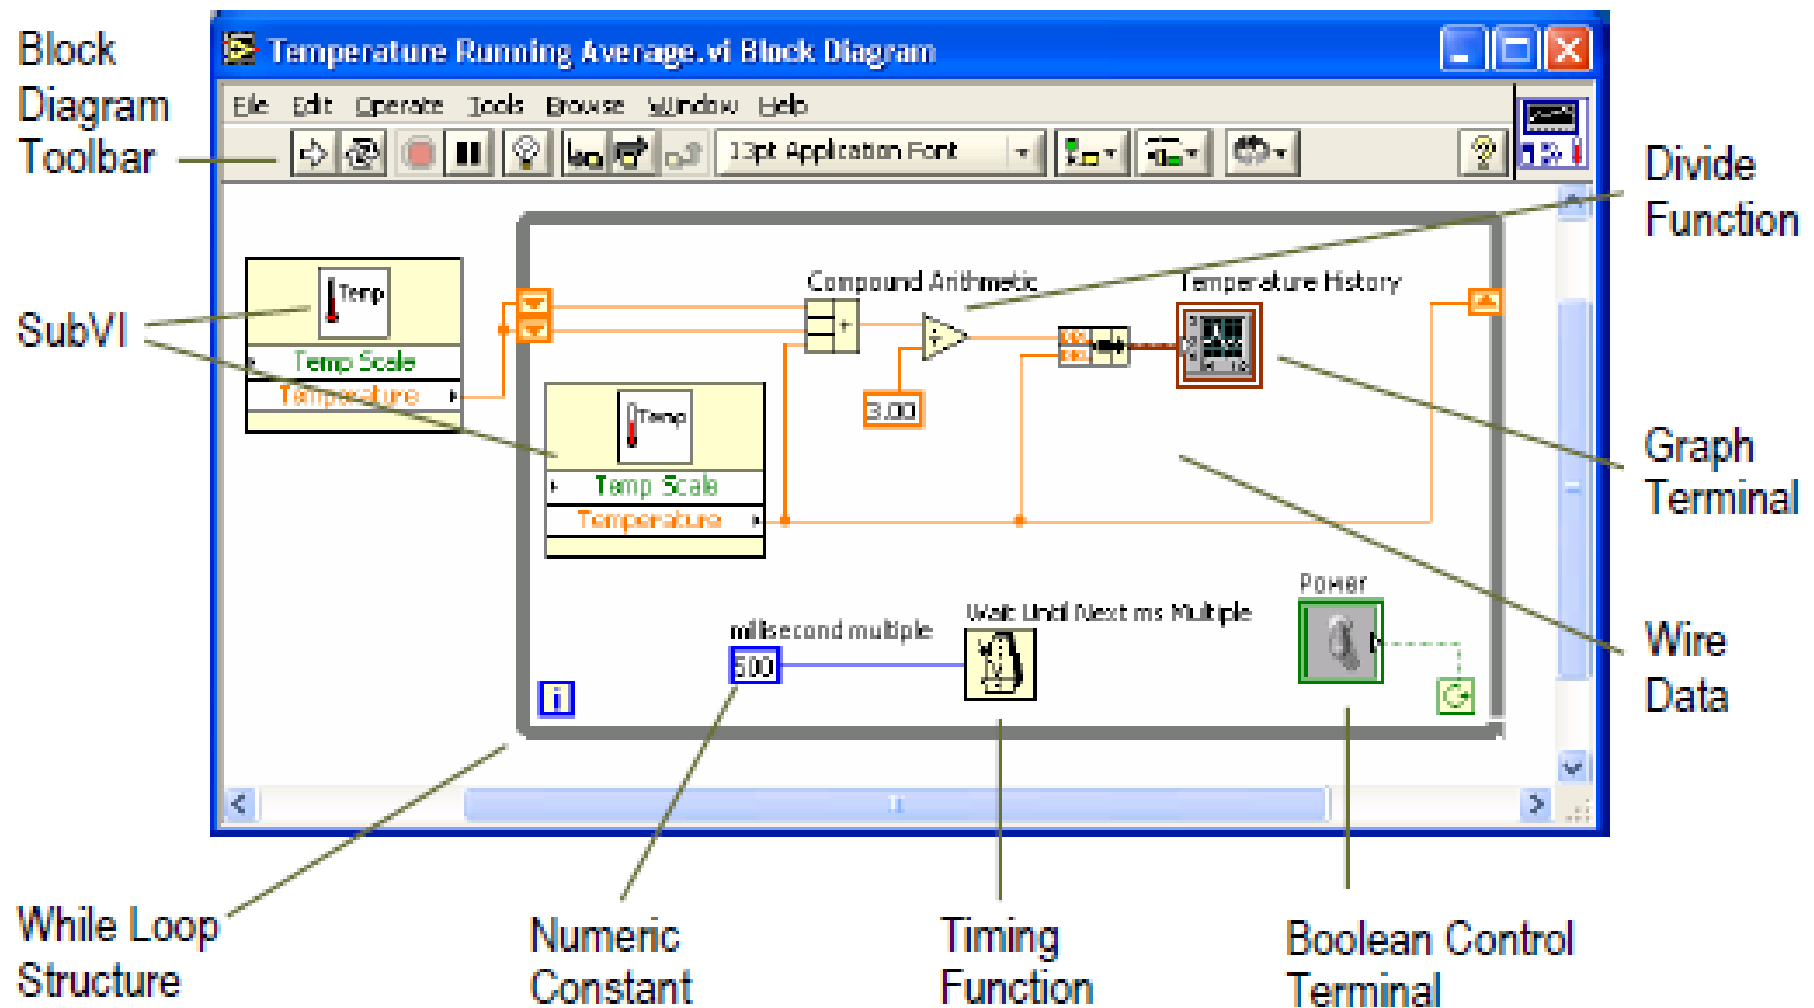 Block
Diagram
Toolbar
Temperature Running Average.vi Block Diagram
File Edit Operate Tools Browse Window Help
13pt Application Font
Divide
Function
SubVI
Temp
Temp Scale
Temperature
Compound Arithmetic
Temperature History
3.00
Temp
Temp Scale
Temperature
Graph
Terminal
Power
millisecond multiple
Wait Until Next ms Multiple
500
i
Wire
Data
While Loop
Structure
Numeric
Constant
Timing
Function
Boolean Control
Terminal